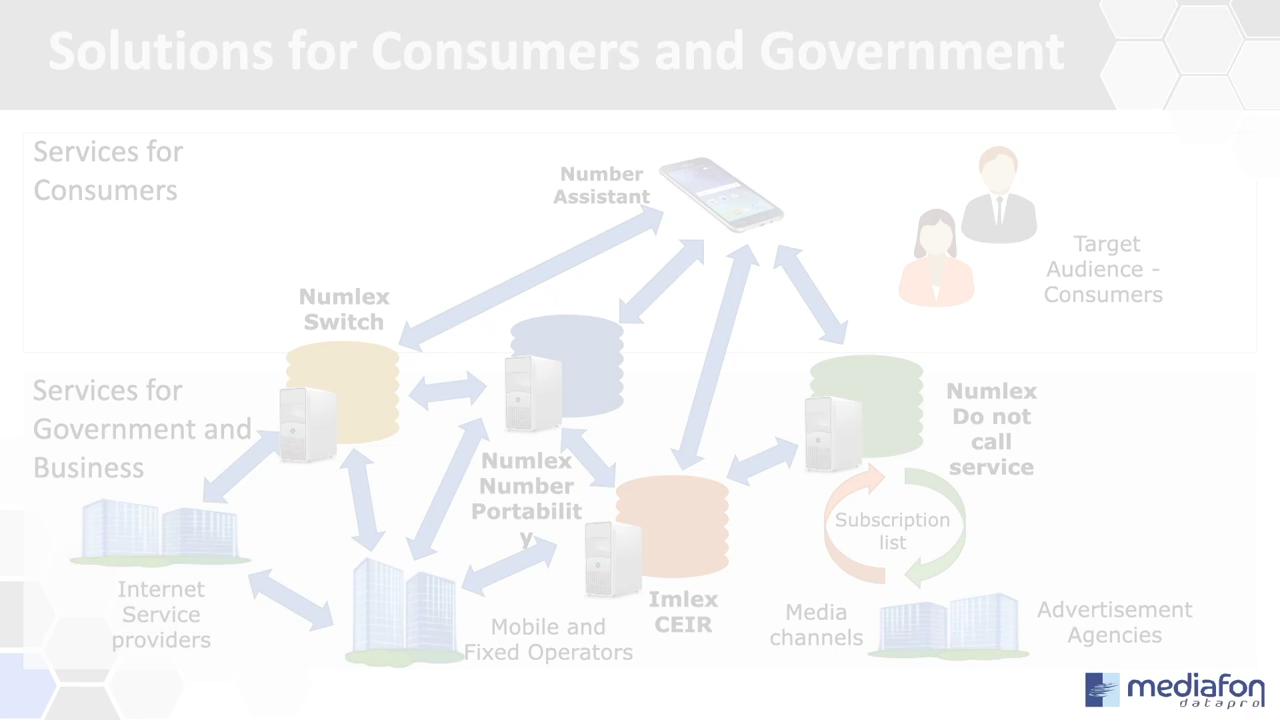 Solutions for Consumers and Government
Services for
Consumers
Number
Assistant
Target
Audience -
Consumers
Numlex
Switch
Services for
Government and
Business
Numlex
Do not
call
service
Numlex
Number
Portabilit
y
Subscription
list
Internet
Service
providers
Imlex
CEIR
Mobile and
Fixed Operators
Media
channels
Advertisement
Agencies
mediafon
datapro